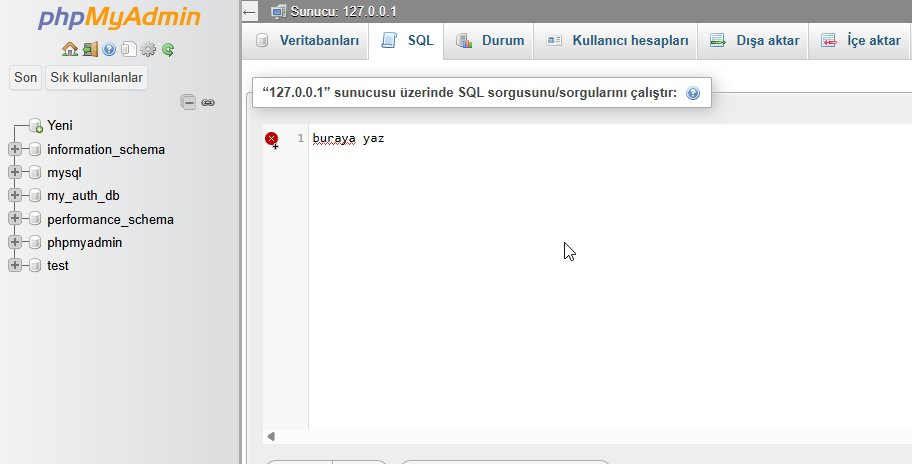 phpMyAdmin
Son Sık kullanılanlar
Yeni
information_schema
mysql
my_auth_db
performance_schema
phpmyadmin
test
Sunucu: 127.0.0.1
Veritabanları SQL Durum Kullanıcı hesapları Dışa aktar İçe aktar
“127.0.0.1” sunucusu üzerinde SQL sorgusunu/sorgularını çalıştır:
1 buraya yaz